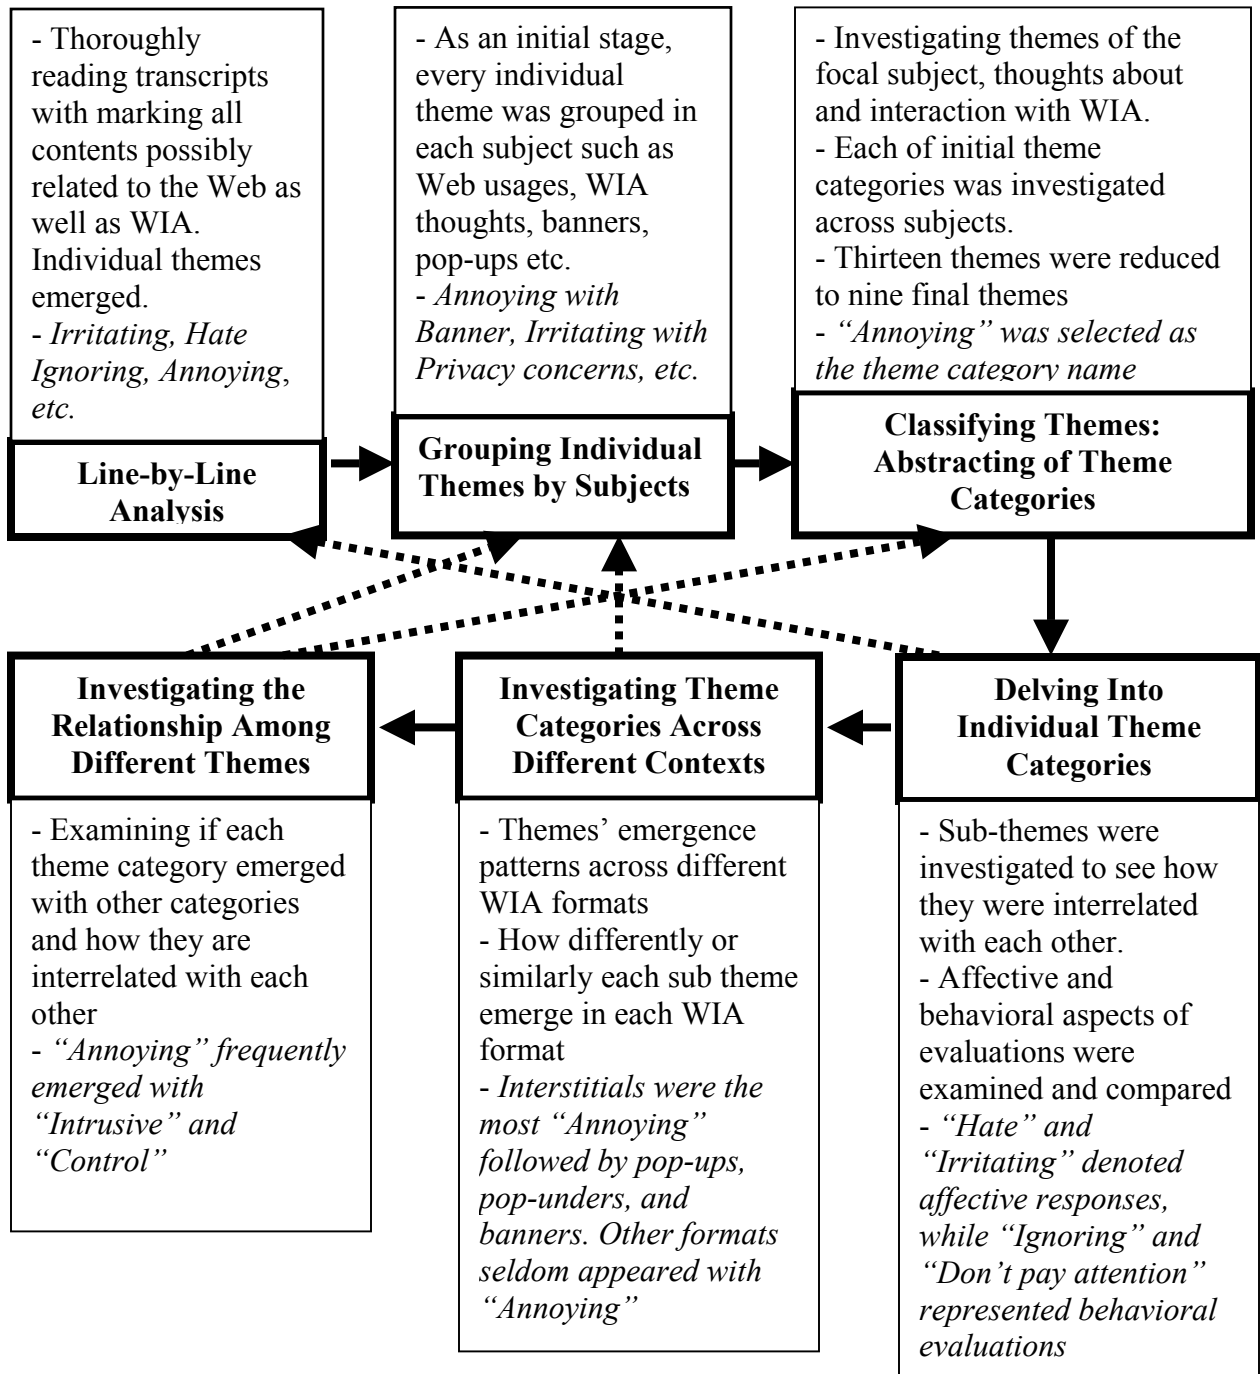 - Thoroughly
reading transcripts
with marking all
contents possibly
related to the Web as
well as WIA.
Individual themes
emerged.
- Irritating, Hate
Ignoring, Annoying,
etc.
Line-by-Line
Analysis
- As an initial stage,
every individual
theme was grouped in
each subject such as
Web usages, WIA
thoughts, banners,
pop-ups etc.
- Annoying with
Banner, Irritating with
Privacy concerns, etc.
Grouping Individual
Themes by Subjects
- Investigating themes of the
focal subject, thoughts about
and interaction with WIA.
- Each of initial theme
categories was investigated
across subjects.
- Thirteen themes were reduced
to nine final themes
- “Annoying” was selected as
the theme category name
Classifying Themes:
Abstracting of Theme
Categories
Investigating the
Relationship Among
Different Themes
- Examining if each
theme category emerged
with other categories
and how they are
interrelated with each
other
- “Annoying” frequently
emerged with
“Intrusive” and
“Control”
Investigating Theme
Categories Across
Different Contexts
- Themes’ emergence
patterns across different
WIA formats
- How differently or
similarly each sub theme
emerge in each WIA
format
- Interstitials were the
most “Annoying”
followed by pop-ups,
pop-unders, and
banners. Other formats
seldom appeared with
“Annoying”
Delving Into
Individual Theme
Categories
- Sub-themes were
investigated to see how
they were interrelated
with each other.
- Affective and
behavioral aspects of
evaluations were
examined and compared
- “Hate” and
“Irritating” denoted
affective responses,
while “Ignoring” and
“Don’t pay attention”
represented behavioral
evaluations